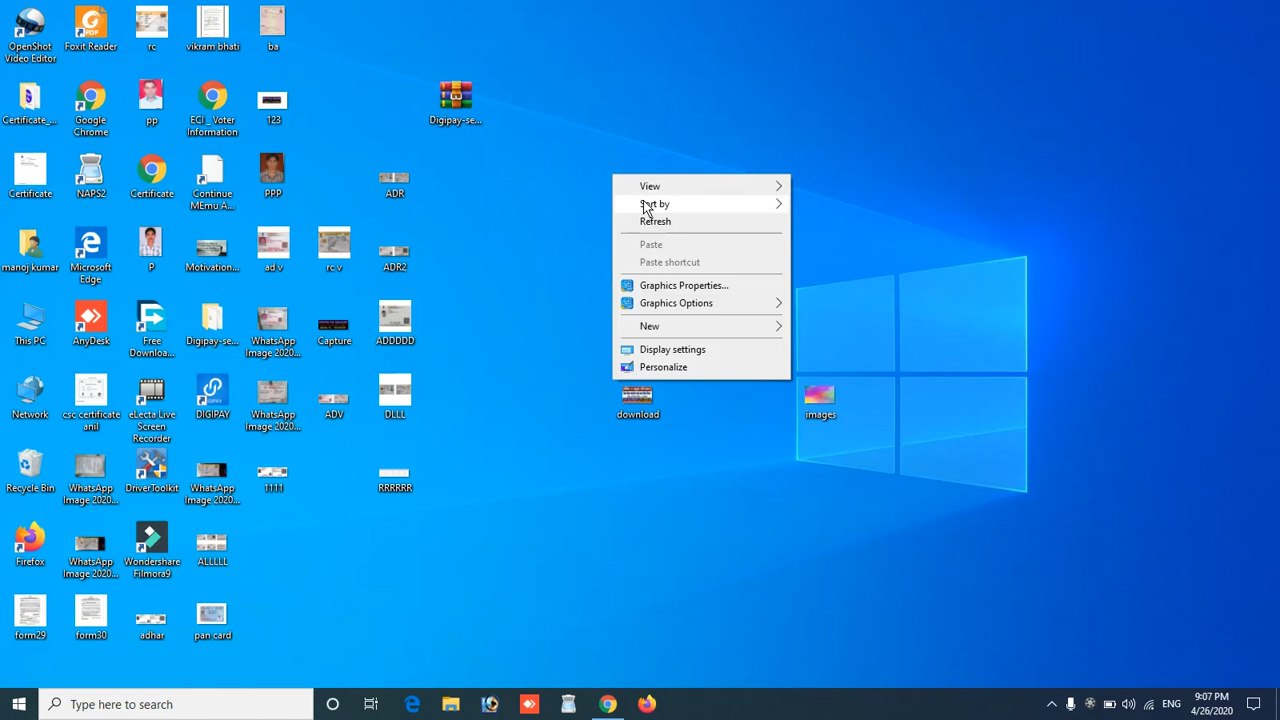 OpenShot
Video Editor
Foxit Reader
rc
vikram bhati
ba
Certificate_...
Google
Chrome
pp
ECI _ Voter
Information
123
Digipay-se...
Certificate
NAPS2
Certificate
Continue
MEmu A...
PPP
ADR
manoj kumar
Microsoft
Edge
P
Motivation...
ad v
rc v
ADR2
This PC
AnyDesk
Free
Downloa...
Digipay-se...
WhatsApp
Image 2020...
Capture
ADDDDD
Network
csc certificate
anil
eLecta Live
Screen
Recorder
DIGIPAY
WhatsApp
Image 2020...
ADV
DLLL
Recycle Bin
WhatsApp
Image 2020...
DriverToolkit
WhatsApp
Image 2020...
1111
RRRRRR
Firefox
WhatsApp
Image 2020...
Wondershare
Filmora9
ALLLLL
form29
form30
adhar
pan card
View
Sort by
Refresh
Paste
Paste shortcut
Graphics Properties...
Graphics Options
New
Display settings
Personalize
download
images
Type here to search
ENG
9:07 PM
4/26/2020